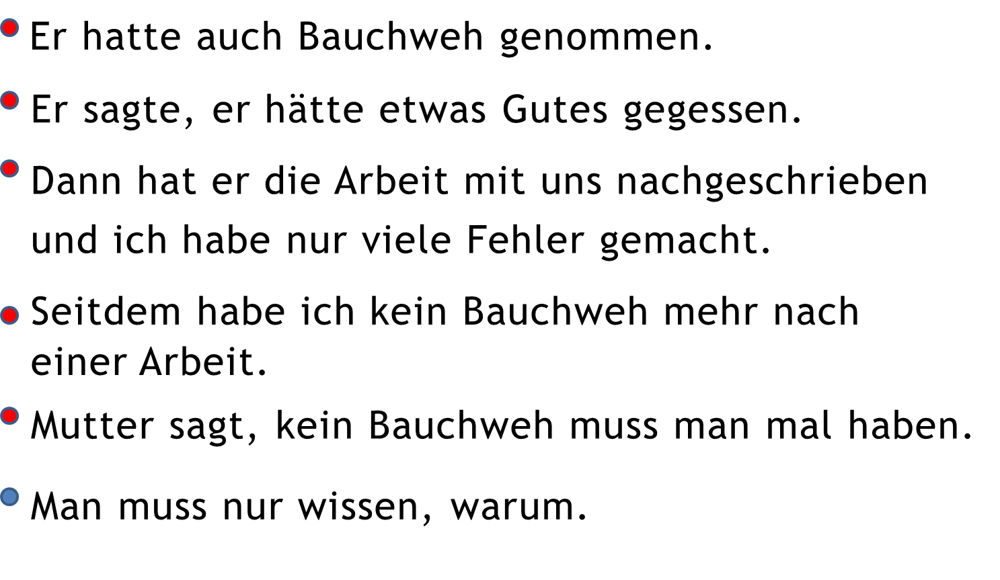 Er hatte auch Bauchweh genommen.
Er sagte, er hätte etwas Gutes gegessen.
Dann hat er die Arbeit mit uns nachgeschrieben
und ich habe nur viele Fehler gemacht.
Seitdem habe ich kein Bauchweh mehr nach
einer Arbeit.
Mutter sagt, kein Bauchweh muss man mal haben.
Man muss nur wissen, warum.